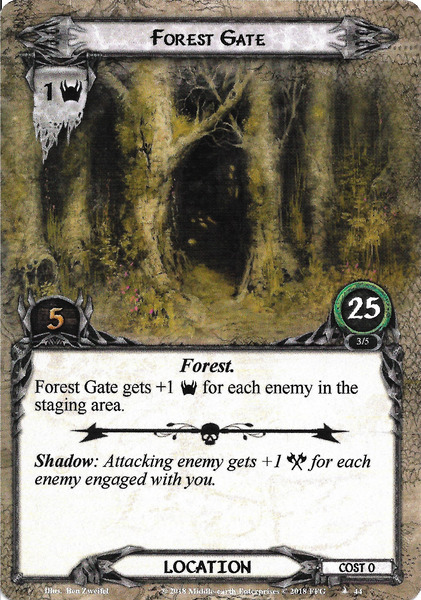 FOREST GATE
1
5
25
3/5
Forest.
Forest Gate gets +1 for each enemy in the
staging area.
Shadow: Attacking enemy gets +1 for each
enemy engaged with you.
LOCATION
COST 0
Illus. Ben Zweifel
© 2018 Middle-earth Enterprises © 2018 FFG
44